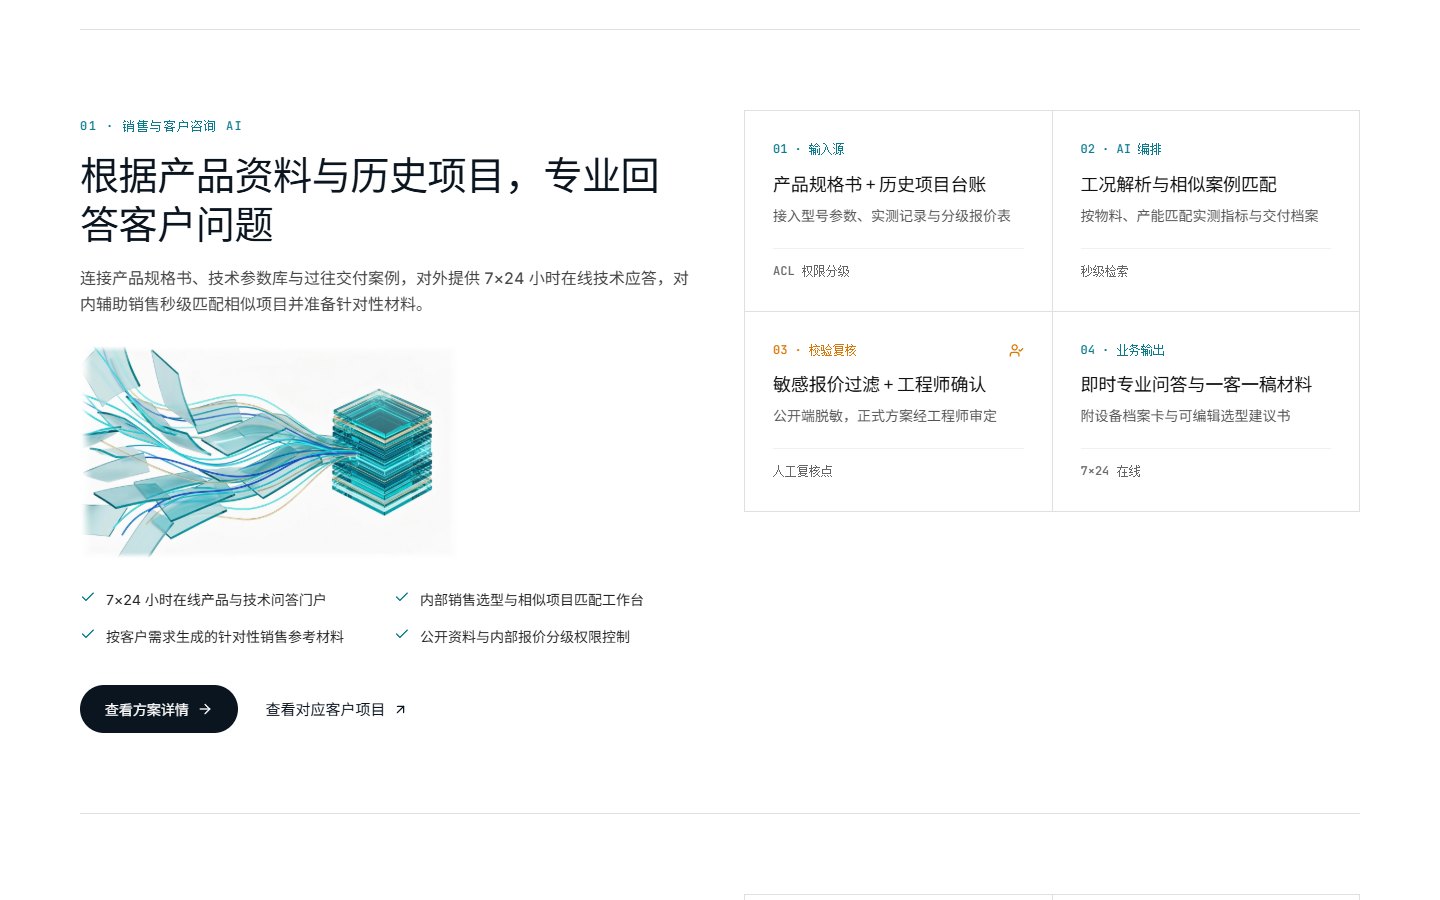 01 · 销售与客户咨询 AI
根据产品资料与历史项目，专业回
答客户问题
连接产品规格书、技术参数库与过往交付案例，对外提供 7×24 小时在线技术应答，对
内辅助销售秒级匹配相似项目并准备针对性材料。
7×24 小时在线产品与技术问答门户
内部销售选型与相似项目匹配工作台
按客户需求生成的针对性销售参考材料
公开资料与内部报价分级权限控制
查看方案详情 →
查看对应客户项目 ↗
01 · 输入源
产品规格书 + 历史项目台账
接入型号参数、实测记录与分级报价表
ACL 权限分级
02 · AI 编排
工况解析与相似案例匹配
按物料、产能匹配实测指标与交付档案
秒级检索
03 · 校验复核
敏感报价过滤 + 工程师确认
公开端脱敏，正式方案经工程师审定
人工复核点
04 · 业务输出
即时专业问答与一客一稿材料
附设备档案卡与可编辑选型建议书
7×24 在线